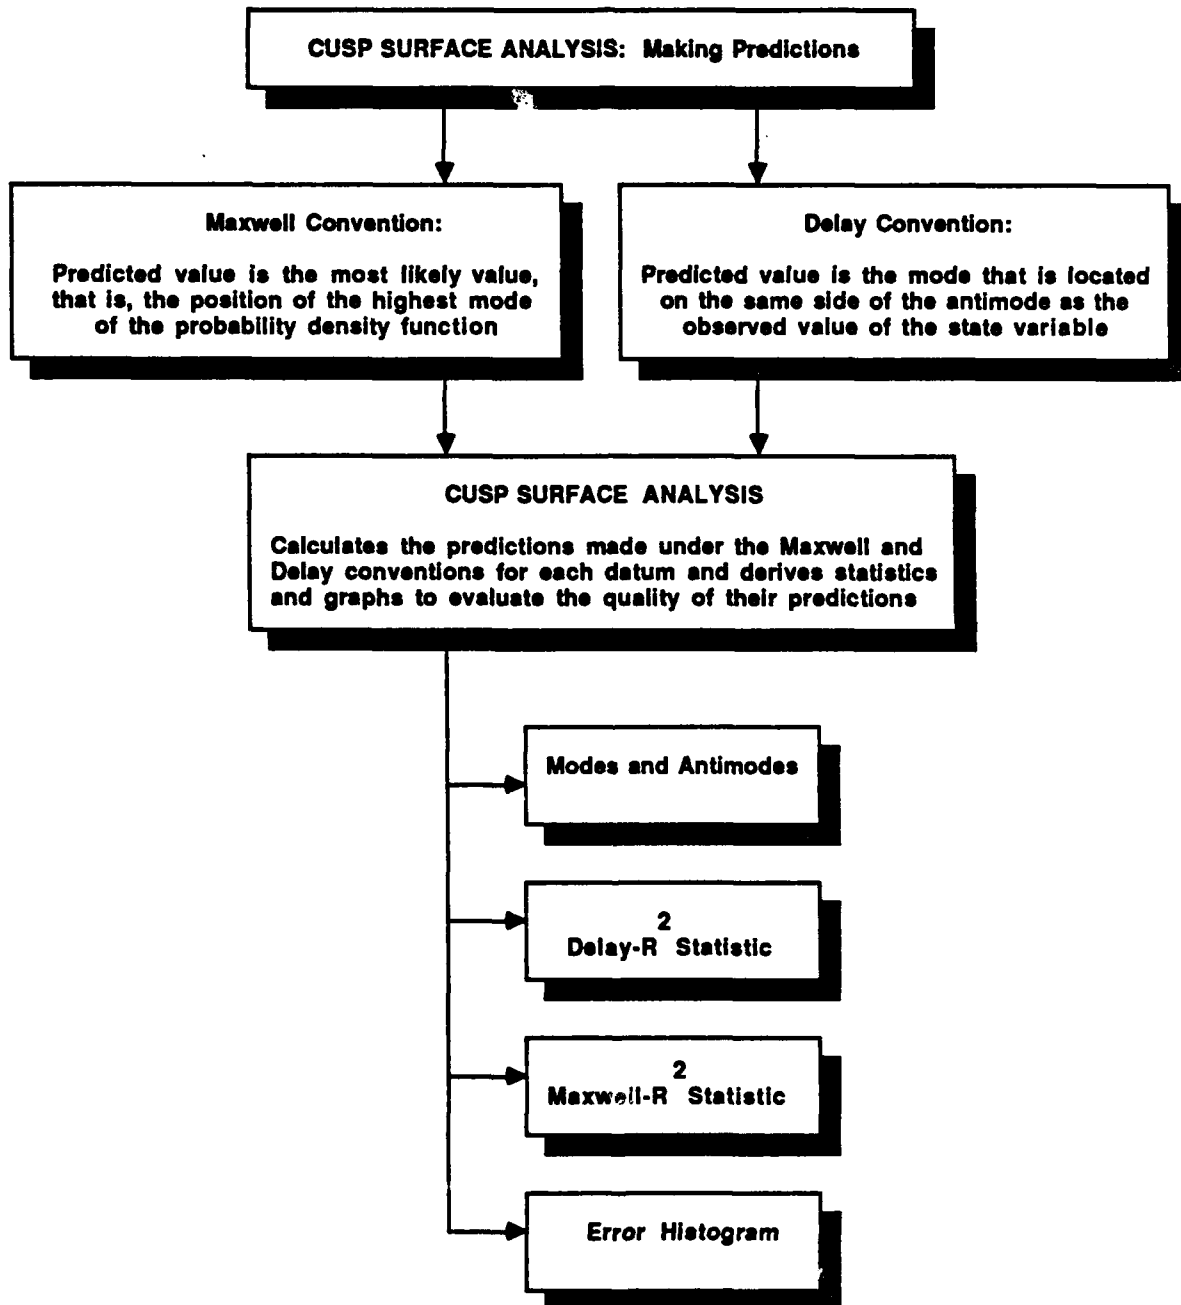 CUSP SURFACE ANALYSIS: Making Predictions
Maxwell Convention:
Predicted value is the most likely value,
that is, the position of the highest mode
of the probability density function
Delay Convention:
Predicted value is the mode that is located
on the same side of the antimode as the
observed value of the state variable
CUSP SURFACE ANALYSIS
Calculates the predictions made under the Maxwell and
Delay conventions for each datum and derives statistics
and graphs to evaluate the quality of their predictions
Modes and Antimodes
2
Delay-R Statistic
2
Maxwell-R Statistic
Error Histogram